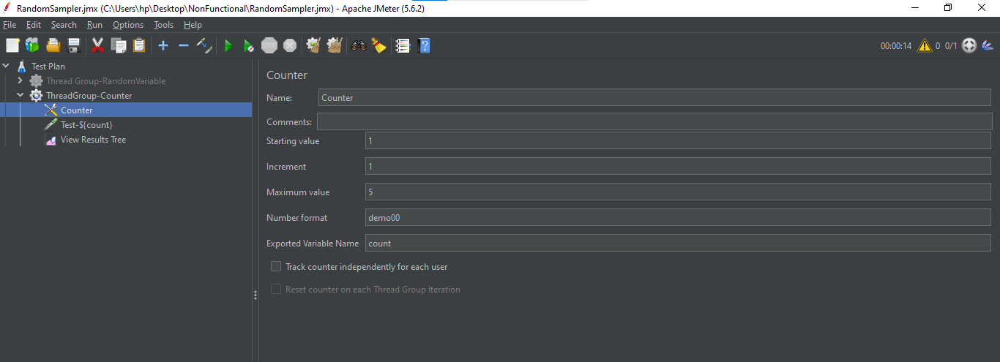 RandomSampler.jmx (C:\Users\hp\Desktop\NonFunctional\RandomSampler.jmx) - Apache JMeter (5.6.2)
File Edit Search Run Options Tools Help
STOP 00:00:14 0 0/1
Test Plan
Thread Group-RandomVariable
ThreadGroup-Counter
Counter
Test-${count}
View Results Tree
Counter
Name: Counter
Comments:
Starting value 1
Increment 1
Maximum value 5
Number format demo00
Exported Variable Name count
Track counter independently for each user
Reset counter on each Thread Group Iteration